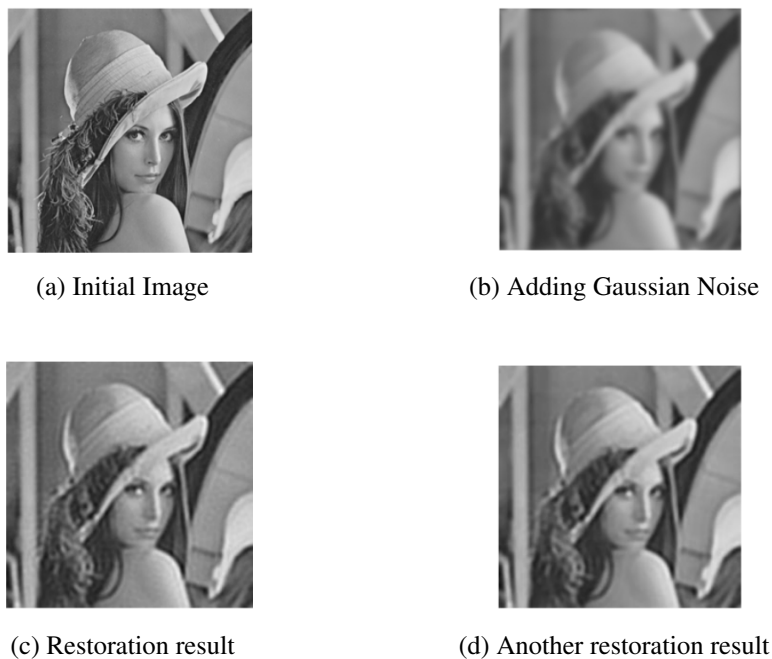 (a) Initial Image
(b) Adding Gaussian Noise
(c) Restoration result
(d) Another restoration result